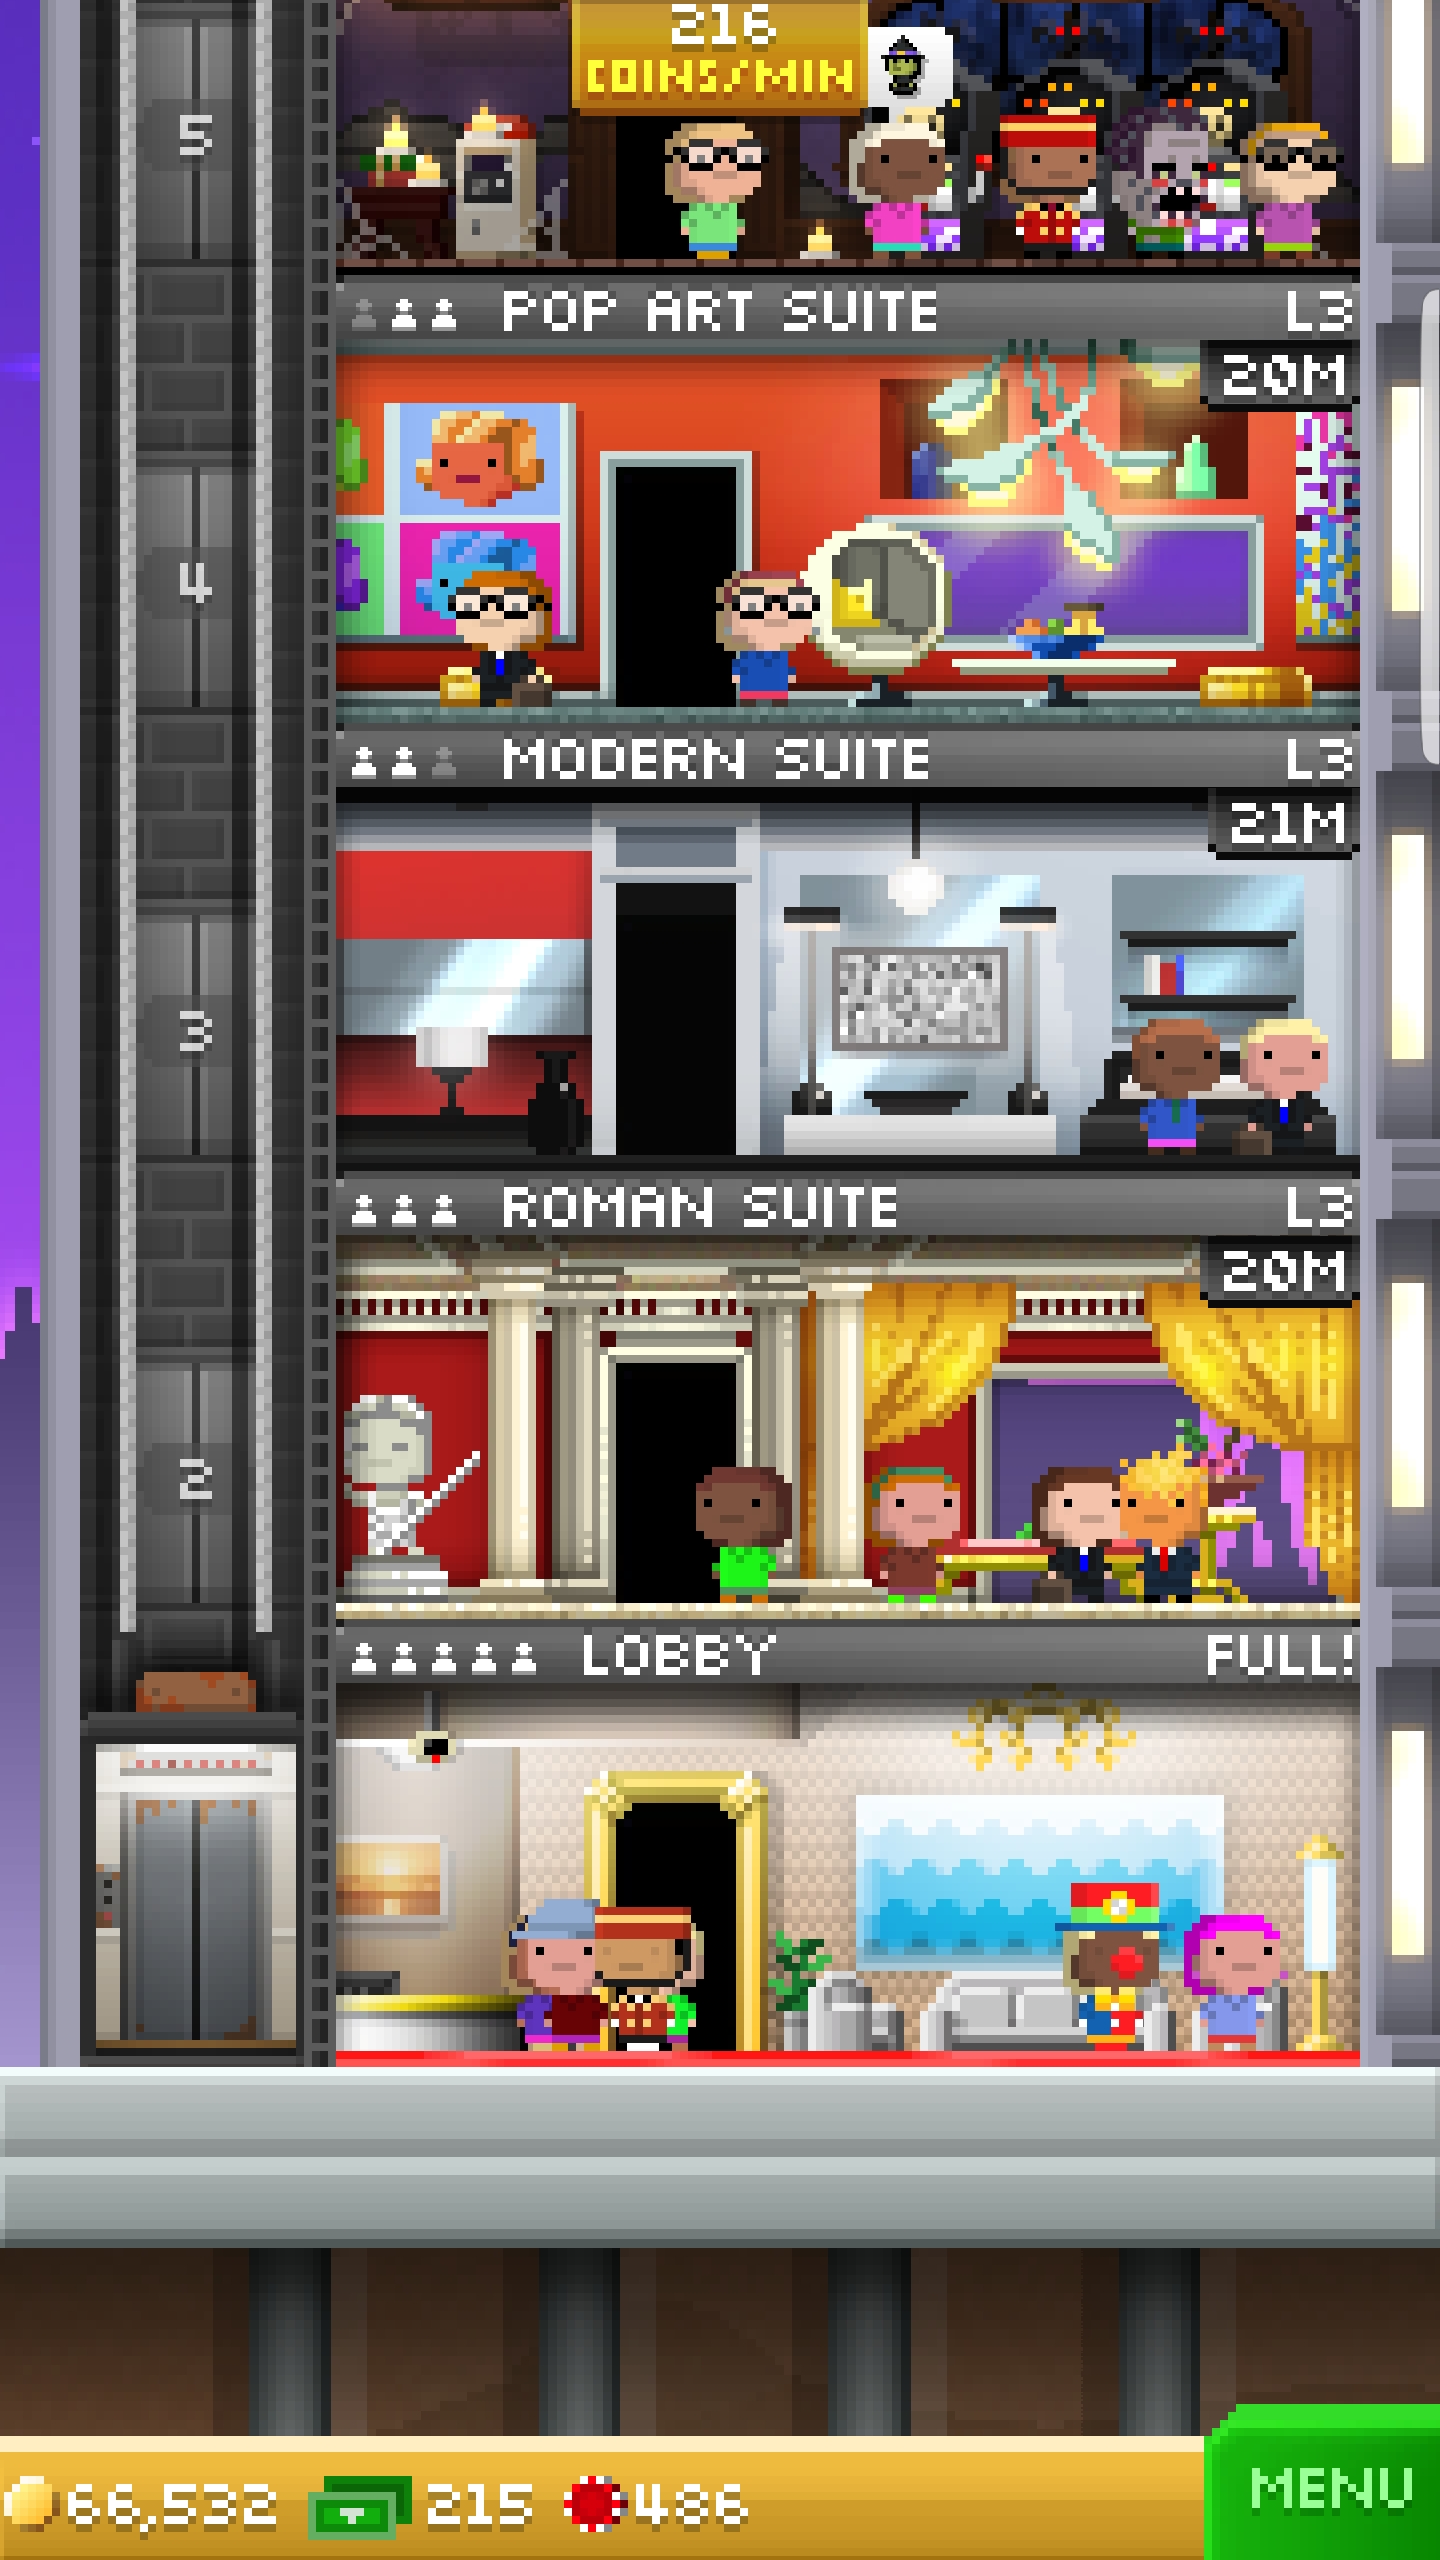 216
COINS/MIN
5
POP ART SUITE L3
20M
4
MODERN SUITE L3
21M
3
ROMAN SUITE L3
20M
2
LOBBY FULL!
66,532 215 486
MENU